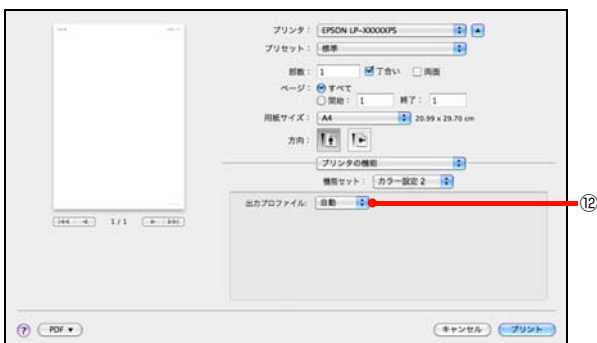 プリンタ： EPSON LP-XXXXXPS
プリセット： 標準
部数： 1 丁合い 両面
ページ： すべて
開始： 1 終了： 1
用紙サイズ： A4 20.99 x 29.70 cm
方向：
プリンタの機能
機能セット： カラー設定 2
出力プロファイル： 自動 ⑫
1 / 1
? PDF ▼ キャンセル プリント